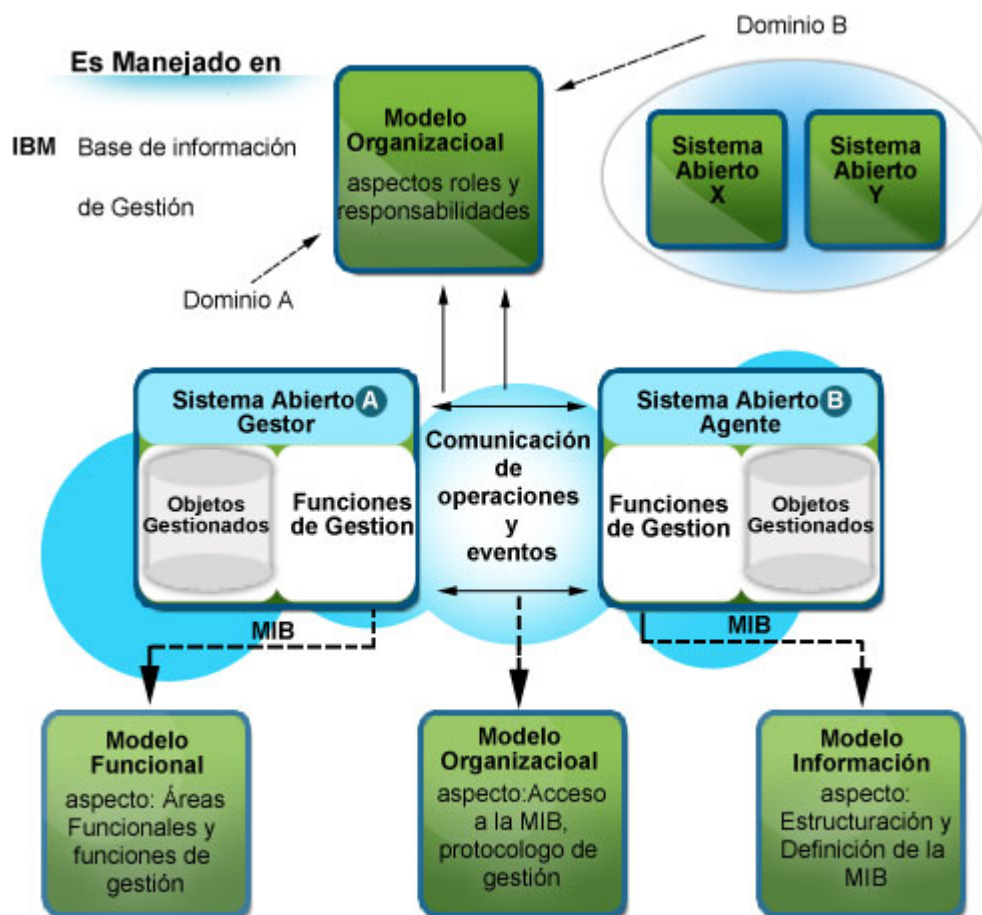 Es Manejado en
IBM Base de información
de Gestión
Dominio A
Modelo
Organizacioal
aspectos roles y
responsabilidades
Dominio B
Sistema
Abierto
X
Sistema
Abierto
Y
Sistema Abierto A
Gestor
Objetos
Gestionados
Funciones
de Gestion
MIB
Comunicación
de
operaciones
y
eventos
Sistema Abierto B
Agente
Funciones
de Gestion
Objetos
Gestionados
MIB
Modelo
Funcional
aspecto: Áreas
Funcionales y
funciones de
gestión
Modelo
Organizacioal
aspecto:Acceso
a la MIB,
protocologo de
gestión
Modelo
Información
aspecto:
Estructuración y
Definición de la
MIB